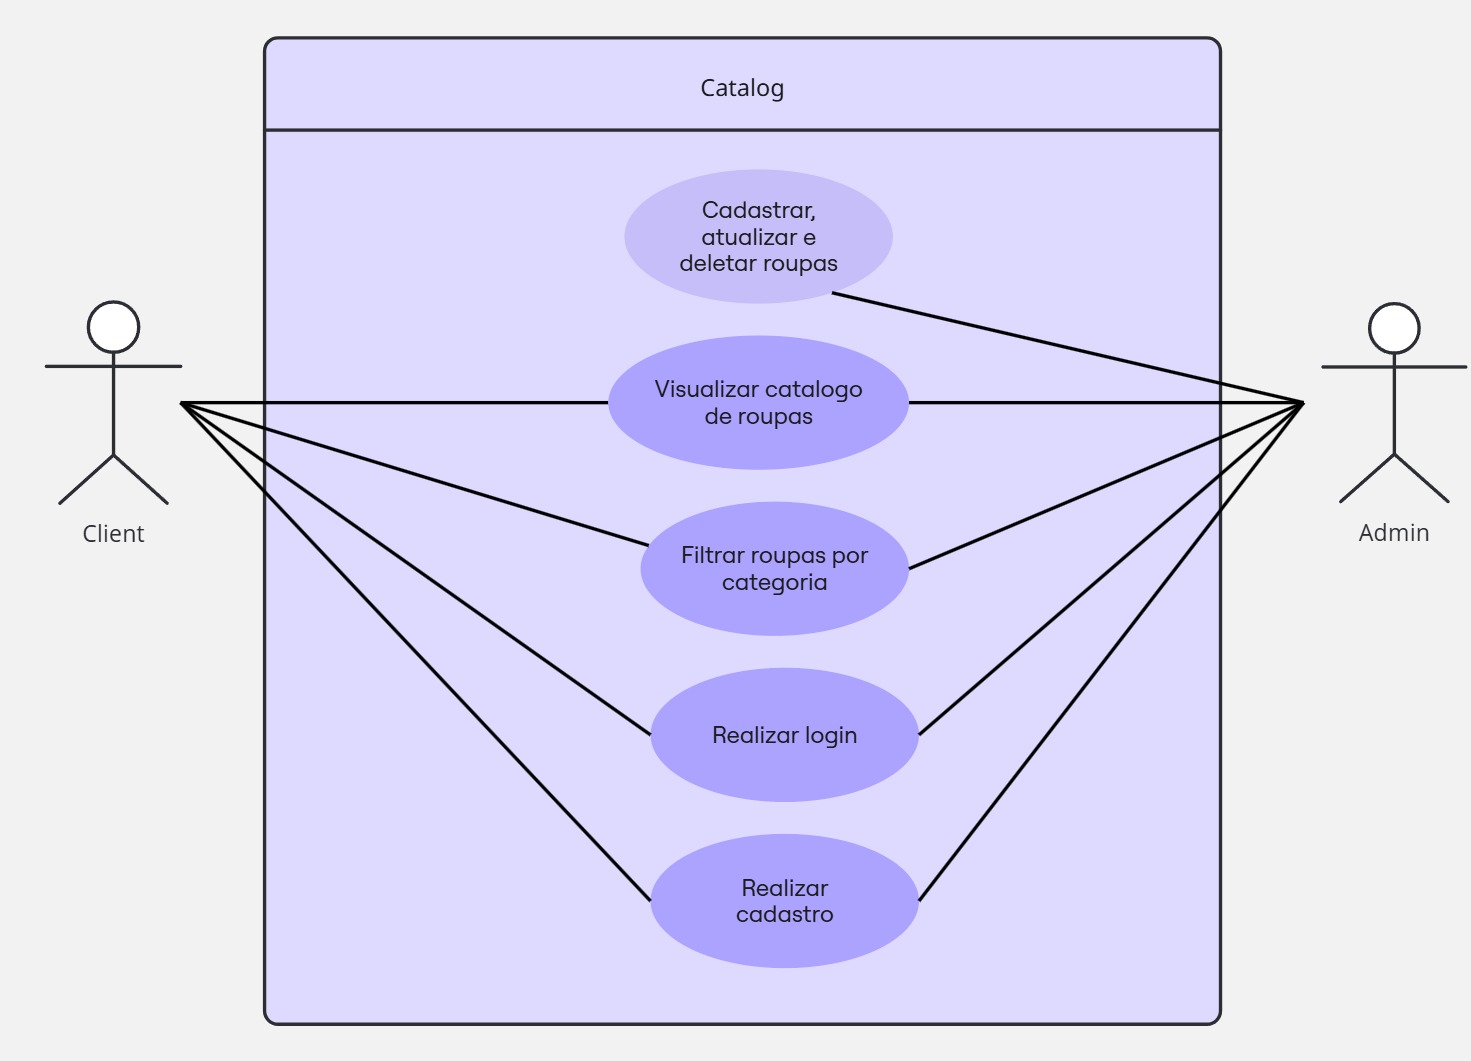 Catalog
Cadastrar,
atualizar e
deletar roupas
Visualizar catalogo
de roupas
Client
Admin
Filtrar roupas por
categoria
Realizar login
Realizar
cadastro